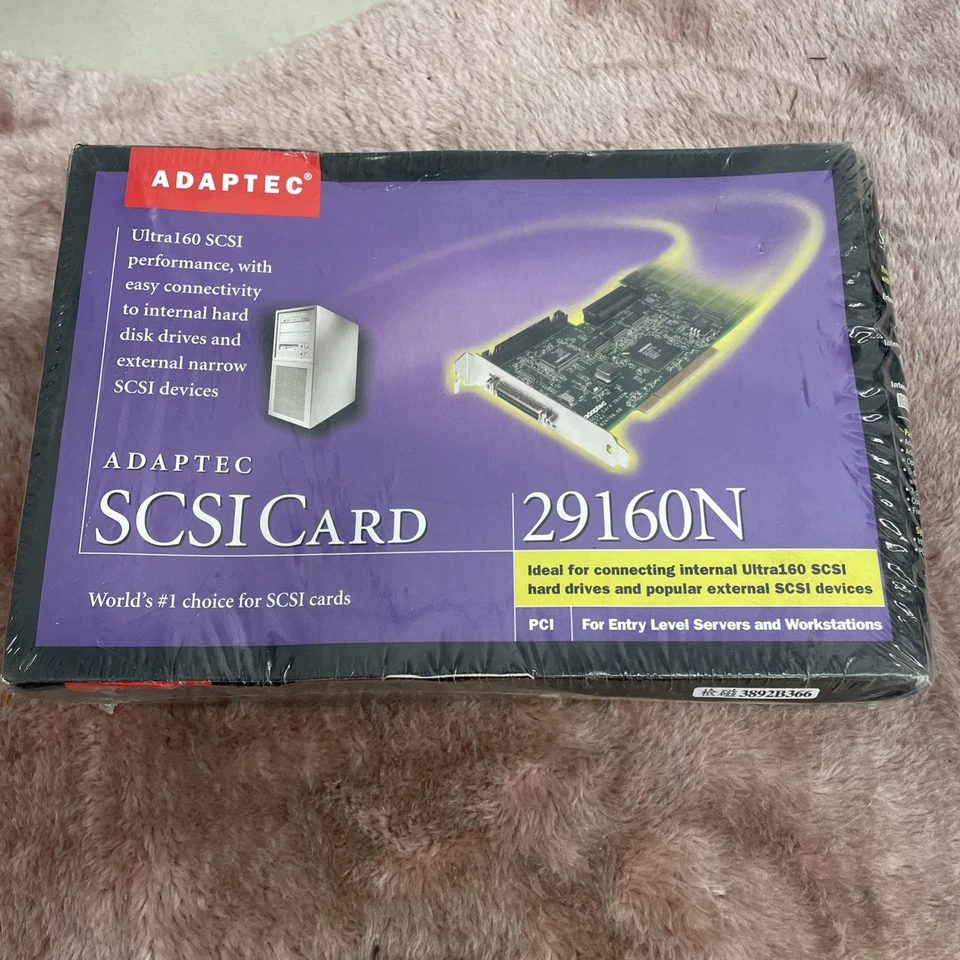 ADAPTEC®
Ultra160 SCSI
performance, with
easy connectivity
to internal hard
disk drives and
external narrow
SCSI devices
ADAPTEC
SCSI CARD
29160N
Ideal for connecting internal Ultra160 SCSI
hard drives and popular external SCSI devices
World's #1 choice for SCSI cards
PCI
For Entry Level Servers and Workstations
檢磁 3892B366